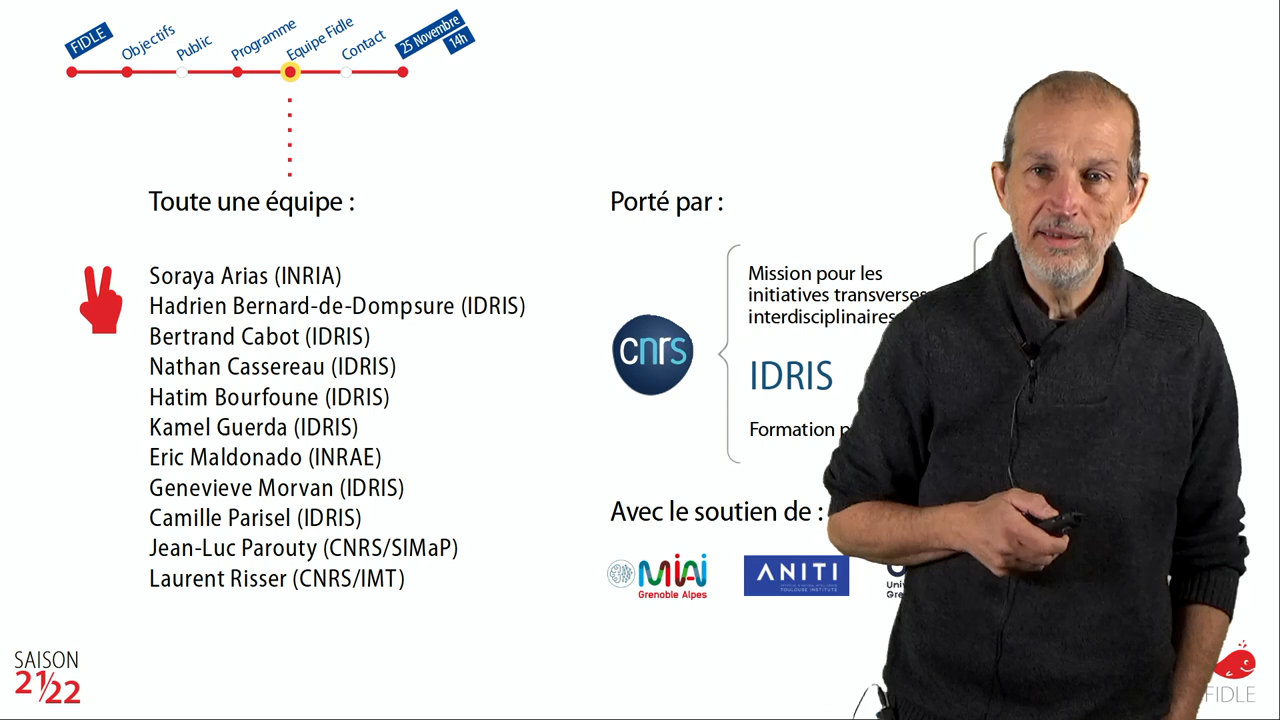 FIDLE
Objectifs
Public
Programme
Equipe Fidle
Contact
25 Novembre
14h
Toute une équipe :
Soraya Arias (INRIA)
Hadrien Bernard-de-Dompsure (IDRIS)
Bertrand Cabot (IDRIS)
Nathan Cassereau (IDRIS)
Hatim Bourfoune (IDRIS)
Kamel Guerda (IDRIS)
Eric Maldonado (INRAE)
Genevieve Morvan (IDRIS)
Camille Parisel (IDRIS)
Jean-Luc Parouty (CNRS/SIMaP)
Laurent Risser (CNRS/IMT)
Porté par :
cnrs
Mission pour les
initiatives transverses
interdisciplinaires
IDRIS
Formation
Avec le soutien de :
MIAI
Grenoble Alpes
ANITI
TOULOUSE INSTITUTE
SAISON
21/22
FIDLE